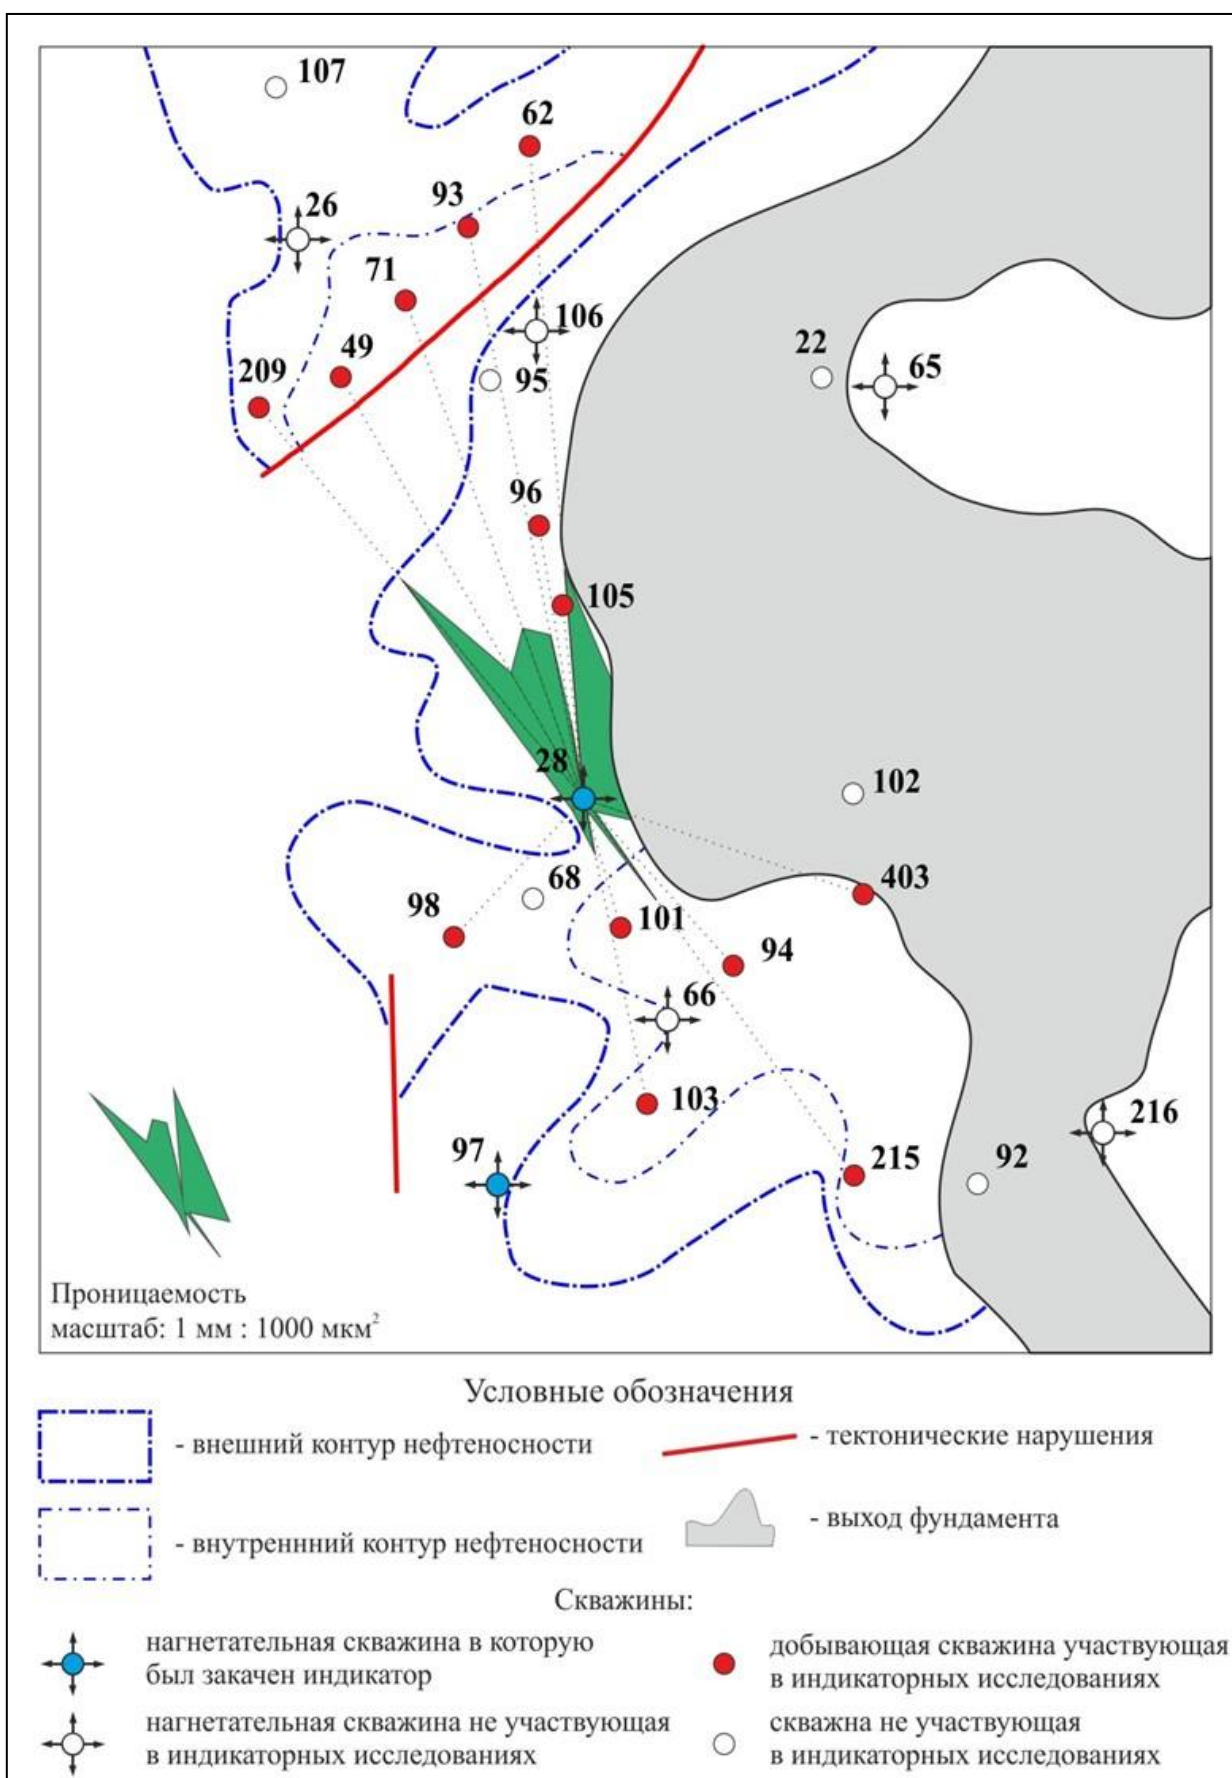 107
62
26
93
71
106
22
65
49
95
209
96
105
28
102
403
68
98
101
94
66
103
216
97
215
92
Проницаемость
масштаб: 1 мм : 1000 мкм²
Условные обозначения
- внешний контур нефтеносности
- тектонические нарушения
- внутреннний контур нефтеносности
- выход фундамента
Скважины:
нагнетательная скважина в которую
был закачен индикатор
добывающая скважина участвующая
в индикаторных исследованиях
нагнетательная скважина не участвующая
в индикаторных исследованиях
скважна не участвующая
в индикаторных исследованиях